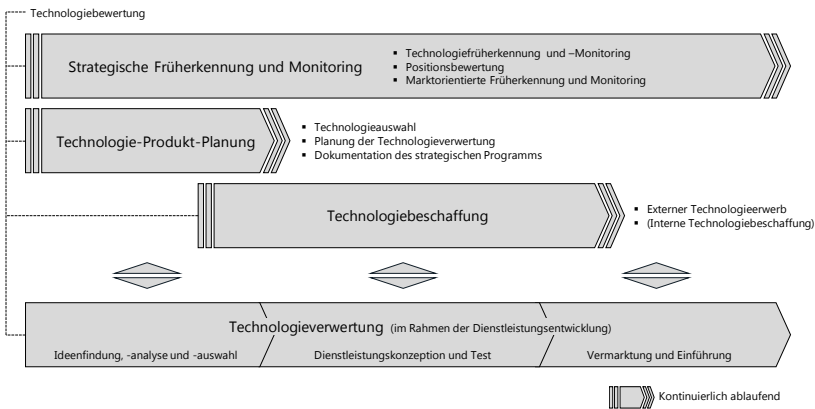 Technologiebewertung
Strategische Früherkennung und Monitoring
▪ Technologiefrüherkennung und –Monitoring
▪ Positionsbewertung
▪ Marktorientierte Früherkennung und Monitoring
Technologie-Produkt-Planung
▪ Technologieauswahl
▪ Planung der Technologieverwertung
▪ Dokumentation des strategischen Programms
Technologiebeschaffung
▪ Externer Technologieerwerb
▪ (Interne Technologiebeschaffung)
Technologieverwertung (im Rahmen der Dienstleistungsentwicklung)
Ideenfindung, -analyse und -auswahl
Dienstleistungskonzeption und Test
Vermarktung und Einführung
Kontinuierlich ablaufend